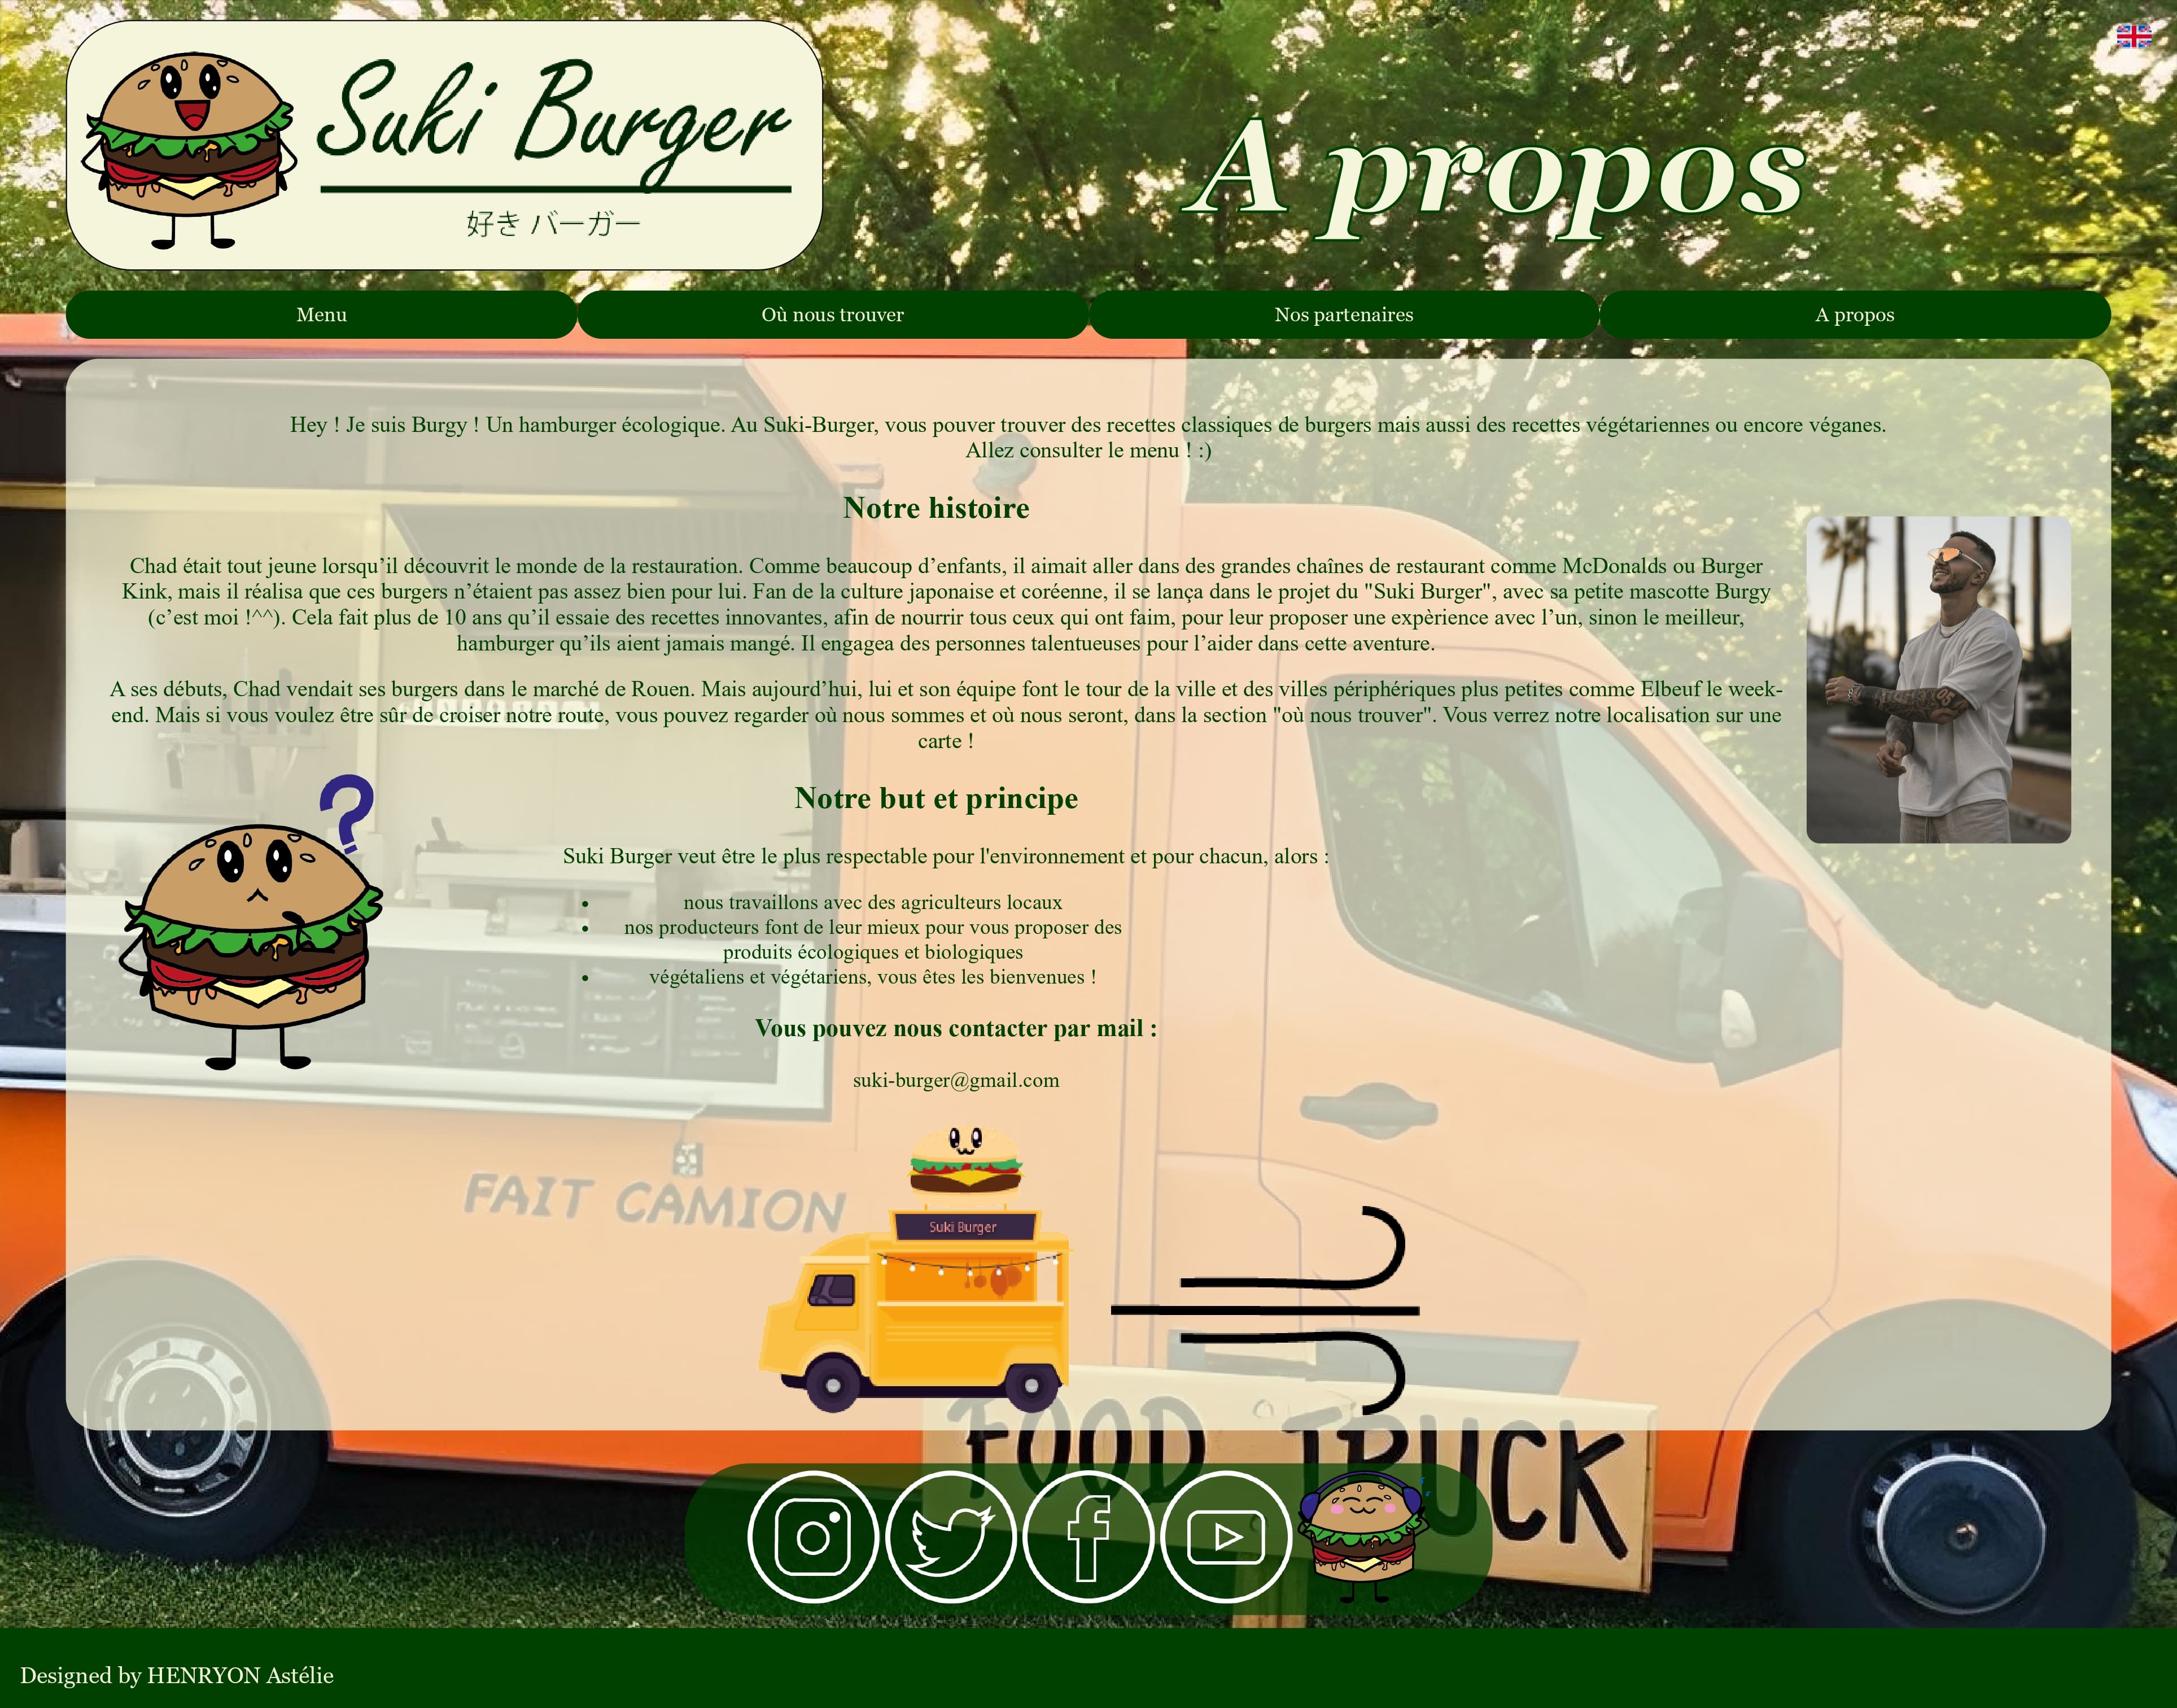 Suki Burger
好き バーガー
A propos
Menu
Où nous trouver
Nos partenaires
A propos
Hey ! Je suis Burgy ! Un hamburger écologique. Au Suki-Burger, vous pouver trouver des recettes classiques de burgers mais aussi des recettes végétariennes ou encore véganes.
Allez consulter le menu ! :)
Notre histoire
Chad était tout jeune lorsqu’il découvrit le monde de la restauration. Comme beaucoup d’enfants, il aimait aller dans des grandes chaînes de restaurant comme McDonalds ou Burger
Kink, mais il réalisa que ces burgers n’étaient pas assez bien pour lui. Fan de la culture japonaise et coréenne, il se lança dans le projet du "Suki Burger", avec sa petite mascotte Burgy
(c’est moi !^^). Cela fait plus de 10 ans qu’il essaie des recettes innovantes, afin de nourrir tous ceux qui ont faim, pour leur proposer une expèrience avec l’un, sinon le meilleur,
hamburger qu’ils aient jamais mangé. Il engagea des personnes talentueuses pour l’aider dans cette aventure.
A ses débuts, Chad vendait ses burgers dans le marché de Rouen. Mais aujourd’hui, lui et son équipe font le tour de la ville et des villes périphériques plus petites comme Elbeuf le week-
end. Mais si vous voulez être sûr de croiser notre route, vous pouvez regarder où nous sommes et où nous seront, dans la section "où nous trouver". Vous verrez notre localisation sur une
carte !
?
Notre but et principe
Suki Burger veut être le plus respectable pour l'environnement et pour chacun, alors :
• nous travaillons avec des agriculteurs locaux
• nos producteurs font de leur mieux pour vous proposer des
produits écologiques et biologiques
• végétaliens et végétariens, vous êtes les bienvenues !
Vous pouvez nous contacter par mail :
suki-burger@gmail.com
FAIT CAMION
Suki Burger
FOOD TRUCK
Designed by HENRYON Astélie